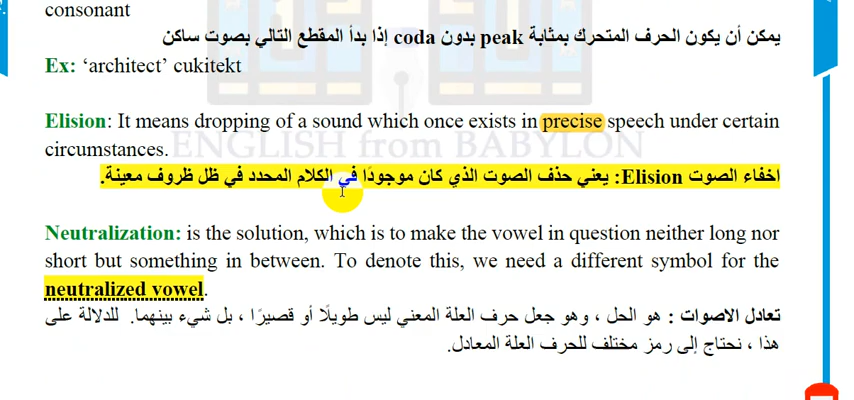 consonant
يمكن أن يكون الحرف المتحرك بمثابة peak بدون coda إذا بدأ المقطع التالي بصوت ساكن
Ex: ‘architect’ cukitekt
Elision: It means dropping of a sound which once exists in precise speech under certain
circumstances.
ENGLISH from BABYLON
اخفاء الصوت Elision: يعني حذف الصوت الذي كان موجودًا في الكلام المحدد في ظل ظروف معينة.
Neutralization: is the solution, which is to make the vowel in question neither long nor
short but something in between. To denote this, we need a different symbol for the
neutralized vowel.
تعادل الاصوات : هو الحل ، وهو جعل حرف العلة المعني ليس طويلًا أو قصيرًا ، بل شيء بينهما. للدلالة على
هذا ، نحتاج إلى رمز مختلف للحرف العلة المعادل.